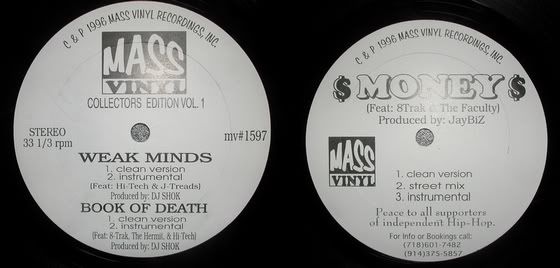 C & P 1996 MASS VINYL RECORDINGS, INC.
MASS
VINYL
COLLECTORS EDITION VOL. 1
STEREO
33 1/3 rpm
mv#1597
WEAK MINDS
1. clean version
2. instrumental
(Feat: Hi-Tech & J-Treads)
Produced by: DJ SHOK
BOOK OF DEATH
1. clean version
2. instrumental
(Feat: 8-Trak, The Hermit, & Hi-Tech)
Produced by: DJ SHOK
C & P 1996 MASS VINYL RECORDINGS, INC.
$ MONEY $
(Feat: 8Trak & The Faculty)
Produced by: JayBiZ
MASS
VINYL
1. clean version
2. street mix
3. instrumental
Peace to all supporters
of independent Hip-Hop.
For Info or Bookings call:
(718)601-7482
(914)375-5857